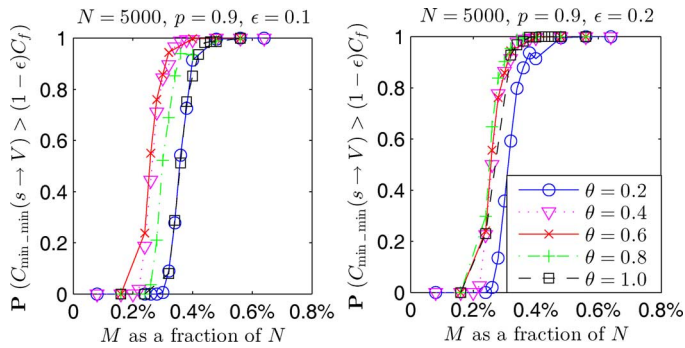 N = 5000, p = 0.9, ϵ = 0.1
P (C_min_min(s → V) > (1 − ϵ)C_f)
1
0.8
0.6
0.4
0.2
0
0 0.2% 0.4% 0.6% 0.8%
M as a fraction of N
N = 5000, p = 0.9, ϵ = 0.2
P (C_min_min(s → V) > (1 − ϵ)C_f)
1
0.8
0.6
0.4
0.2
0
0 0.2% 0.4% 0.6% 0.8%
M as a fraction of N
θ = 0.2
θ = 0.4
θ = 0.6
θ = 0.8
θ = 1.0